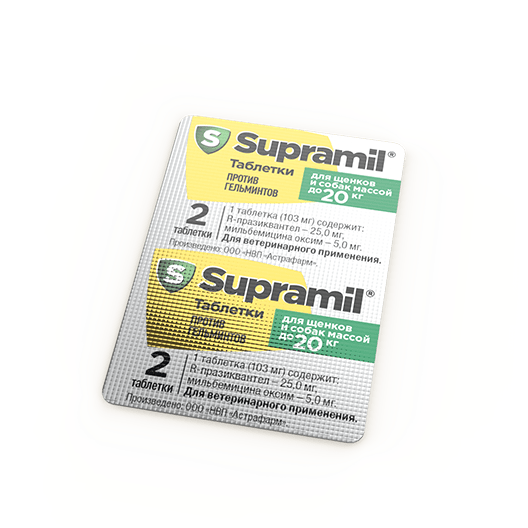 S Supramil®
Таблетки
ПРОТИВ
ГЕЛЬМИНТОВ
для щенков
и собак массой
до 20 кг
2
таблетки
1 таблетка (103 мг) содержит:
R-празиквантел – 25,0 мг,
мильбемицина оксим – 5,0 мг.
Для ветеринарного применения.
Произведено: ООО «НВП «Астрафарм».
S Supramil®
Таблетки
ПРОТИВ
ГЕЛЬМИНТОВ
для щенков
и собак массой
до 20 кг
2
таблетки
1 таблетка (103 мг) содержит:
R-празиквантел – 25,0 мг,
мильбемицина оксим – 5,0 мг.
Для ветеринарного применения.
Произведено: ООО «НВП «Астрафарм».